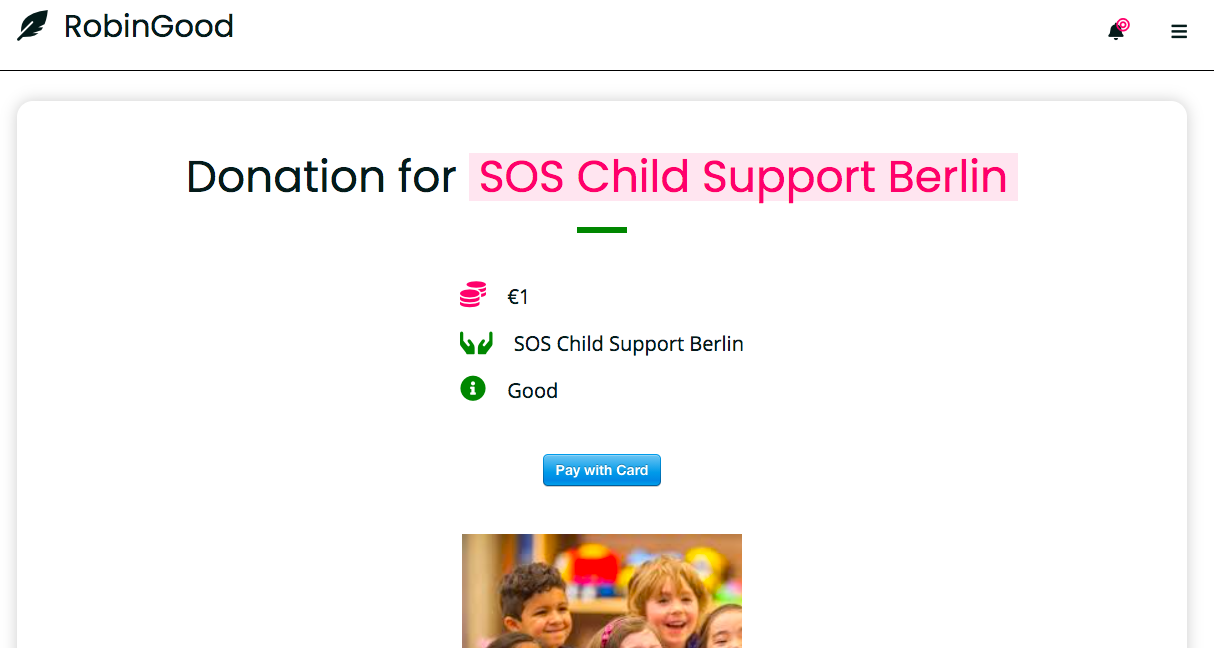 RobinGood
Donation for SOS Child Support Berlin
€1
SOS Child Support Berlin
Good
Pay with Card